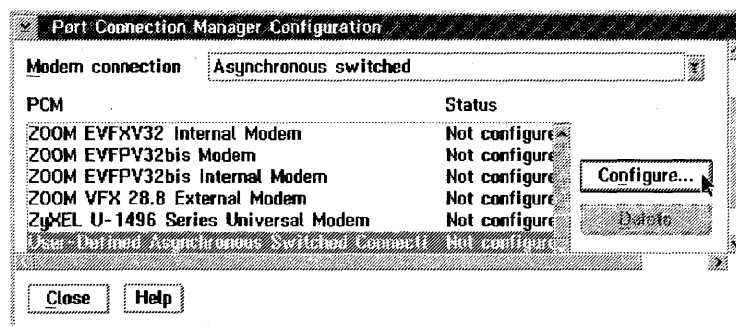 Port Connection Manager Configuration
Modem connection Asynchronous switched
PCM Status
ZOOM EVFXV32 Internal Modem Not configure
ZOOM EVFPV32bis Modem Not configure
ZOOM EVFPV32bis Internal Modem Not configure
ZOOM VFX 28.8 External Modem Not configure
ZyXEL U-1496 Series Universal Modem Not configure
User-Defined Asynchronous Switched Connecti Not configure
Configure...
Delete
Close Help